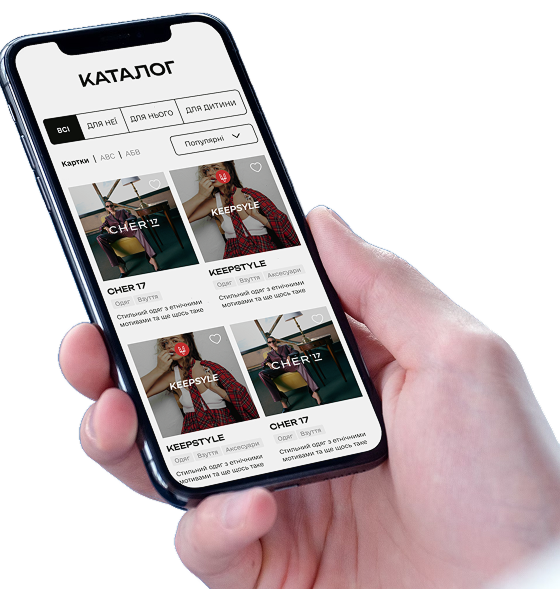 КАТАЛОГ
ВСІ
ДЛЯ НЕЇ
ДЛЯ НЬОГО
ДЛЯ ДИТИНИ
Картки | АВС | АБВ
Популярні
CHER'17
KEEPSYLE
CHER 17
Одяг Взуття
Стильний одяг з етнічними
мотивами та ще щось таке
KEEPSTYLE
Одяг Взуття Аксесуари
Стильний одяг з етнічними
мотивами та ще щось таке
KEEPSYLE
CHER'17
KEEPSTYLE
Одяг Взуття Аксесуари
Стильний одяг з етнічними
мотивами та ще щось таке
CHER 17
Одяг Взуття
Стильний одяг з етнічними
мотивами та ще щось таке